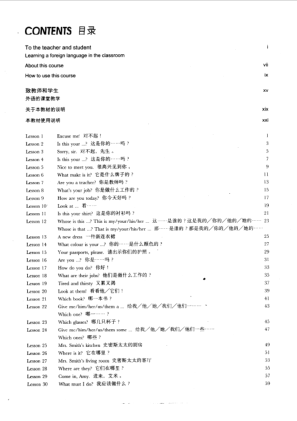 CONTENTS 目录
To the teacher and student i
Learning a foreign language in the classroom
About this course vii
How to use this course ix
致教师和学生 xv
外语的课堂教学
关于本教材的说明 xix
本教材使用说明 xxi
Lesson 1 Excuse me! 对不起! 1
Lesson 2 Is this your ...? 这是你的……吗? 3
Lesson 3 Sorry, sir. 对不起, 先生。 5
Lesson 4 Is this your ...? 这是你的……吗? 7
Lesson 5 Nice to meet you. 很高兴见到你。 9
Lesson 6 What make is it? 它是什么牌子的? 11
Lesson 7 Are you a teacher? 你是教师吗? 13
Lesson 8 What's your job? 你是做什么工作的? 15
Lesson 9 How are you today? 你今天好吗? 17
Lesson 10 Look at ... 看…… 19
Lesson 11 Is this your shirt? 这是你的衬衫吗? 21
Lesson 12 Whose is this ...? This is my/your/his/her ... 这……是谁的?这是我的/你的/他的/她的…… 23
Whose is that ...? That is my/your/his/her ... 那……是谁的?那是我的/你的/他的/她的…… 25
Lesson 13 A new dress 一件新连衣裙 25
Lesson 14 What colour is your ...? 你的……是什么颜色的? 27
Lesson 15 Your passports, please. 请出示你们的护照。 29
Lesson 16 Are you ...? 你是……吗? 31
Lesson 17 How do you do? 你好! 33
Lesson 18 What are their jobs? 他们是做什么工作的? 35
Lesson 19 Tired and thirsty 又累又渴 37
Lesson 20 Look at them! 看看他/它们! 39
Lesson 21 Which book? 哪一本书? 41
Lesson 22 Give me/him/her/us/them a ... 给我/他/她/我们/他们一…… 43
Which one? 哪一……?
Lesson 23 Which glasses? 哪几只杯子? 45
Lesson 24 Give me/him/her/us/them some ... 给我/他/她/我们/他们一些…… 47
Which ones? 哪些?
Lesson 25 Mrs. Smith's kitchen 史密斯太太的厨房 49
Lesson 26 Where is it? 它在哪里? 51
Lesson 27 Mrs. Smith's living room 史密斯太太的客厅 53
Lesson 28 Where are they? 它们在哪里? 55
Lesson 29 Come in, Amy. 进来, 艾米。 57
Lesson 30 What must I do? 我应该做什么? 59